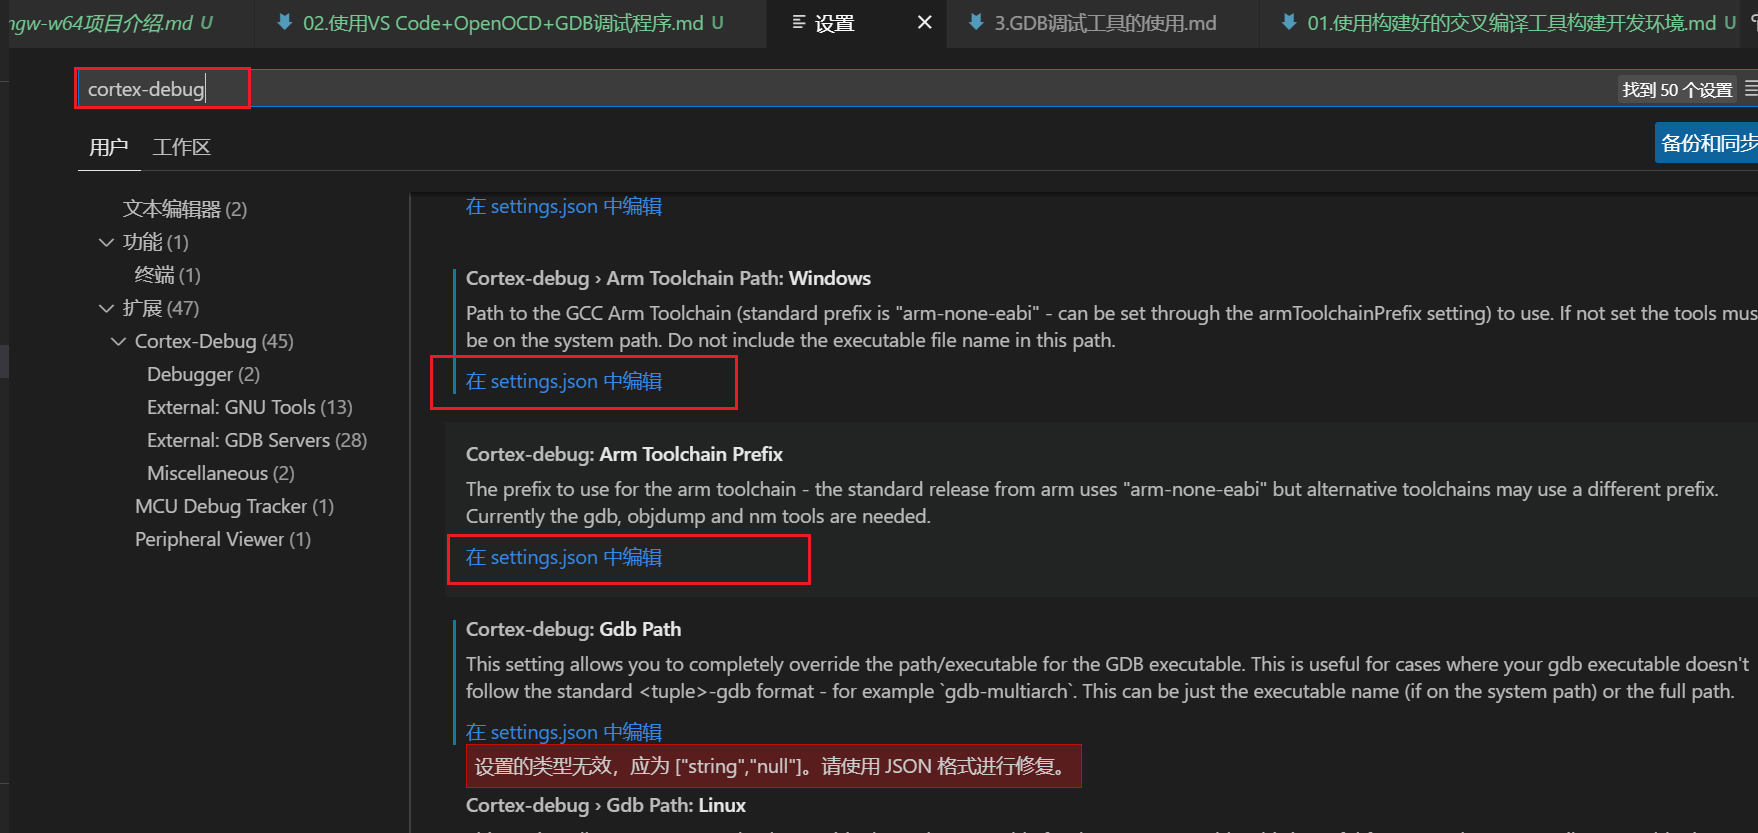 ngw-w64项目介绍.md U
02.使用VS Code+OpenOCD+GDB调试程序.md U
设置
3.GDB调试工具的使用.md
01.使用构建好的交叉编译工具构建开发环境.md U
cortex-debug
找到 50 个设置
用户
工作区
备份和同步
文本编辑器 (2)
功能 (1)
终端 (1)
扩展 (47)
Cortex-Debug (45)
Debugger (2)
External: GNU Tools (13)
External: GDB Servers (28)
Miscellaneous (2)
MCU Debug Tracker (1)
Peripheral Viewer (1)
在 settings.json 中编辑
Cortex-debug › Arm Toolchain Path: Windows
Path to the GCC Arm Toolchain (standard prefix is "arm-none-eabi" - can be set through the armToolchainPrefix setting) to use. If not set the tools mus
be on the system path. Do not include the executable file name in this path.
在 settings.json 中编辑
Cortex-debug: Arm Toolchain Prefix
The prefix to use for the arm toolchain - the standard release from arm uses "arm-none-eabi" but alternative toolchains may use a different prefix.
Currently the gdb, objdump and nm tools are needed.
在 settings.json 中编辑
Cortex-debug: Gdb Path
This setting allows you to completely override the path/executable for the GDB executable. This is useful for cases where your gdb executable doesn't
follow the standard <tuple>-gdb format - for example `gdb-multiarch`. This can be just the executable name (if on the system path) or the full path.
在 settings.json 中编辑
设置的类型无效，应为 ["string","null"]。请使用 JSON 格式进行修复。
Cortex-debug › Gdb Path: Linux